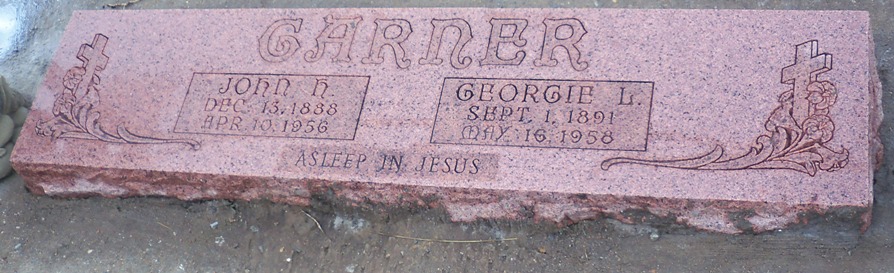 GARNER
JOHN H.
DEC. 13, 1888
APR. 10, 1956
GEORGIE L.
SEPT. 1, 1891
MAY. 16, 1958
ASLEEP IN JESUS